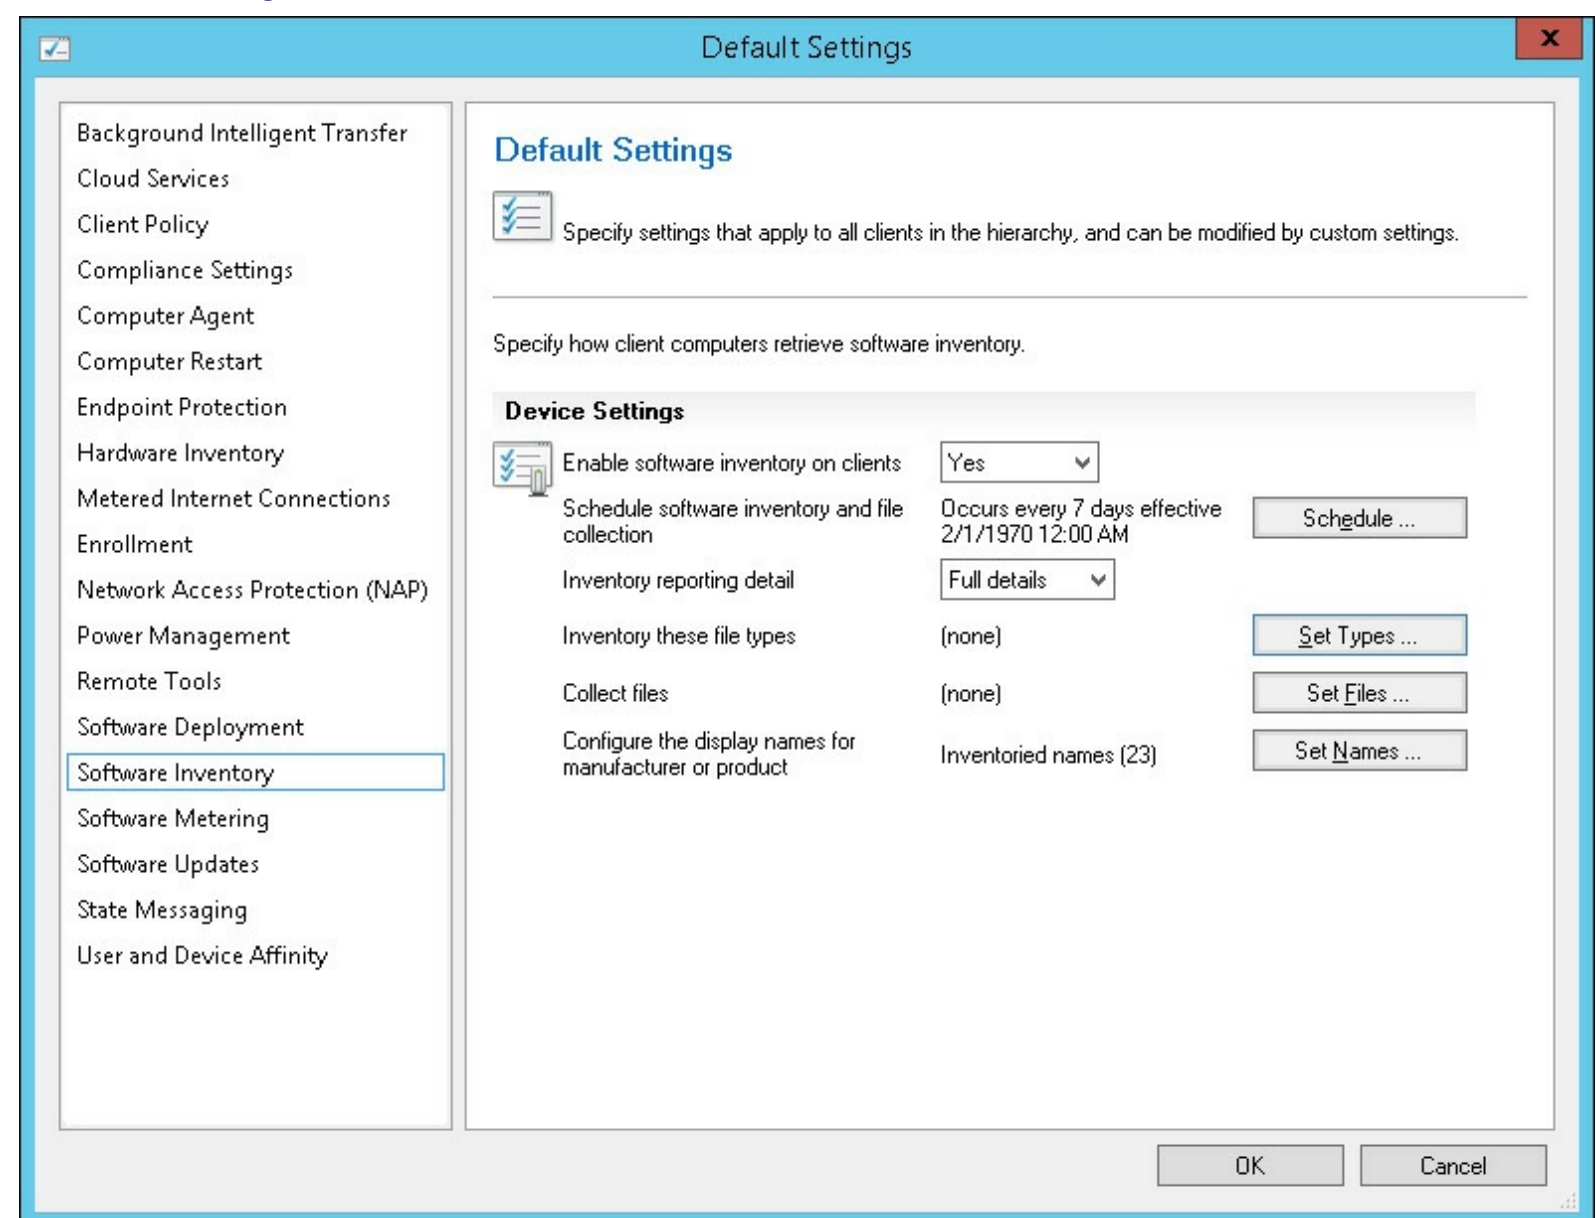 Default Settings
x
Background Intelligent Transfer
Cloud Services
Client Policy
Compliance Settings
Computer Agent
Computer Restart
Endpoint Protection
Hardware Inventory
Metered Internet Connections
Enrollment
Network Access Protection (NAP)
Power Management
Remote Tools
Software Deployment
Software Inventory
Software Metering
Software Updates
State Messaging
User and Device Affinity
Default Settings
Specify settings that apply to all clients in the hierarchy, and can be modified by custom settings.
Specify how client computers retrieve software inventory.
Device Settings
Enable software inventory on clients
Yes
Schedule software inventory and file
collection
Occurs every 7 days effective
2/1/1970 12:00 AM
Schedule ...
Inventory reporting detail
Full details
Inventory these file types
(none)
Set Types ...
Collect files
(none)
Set Files ...
Configure the display names for
manufacturer or product
Inventoried names (23)
Set Names ...
OK
Cancel